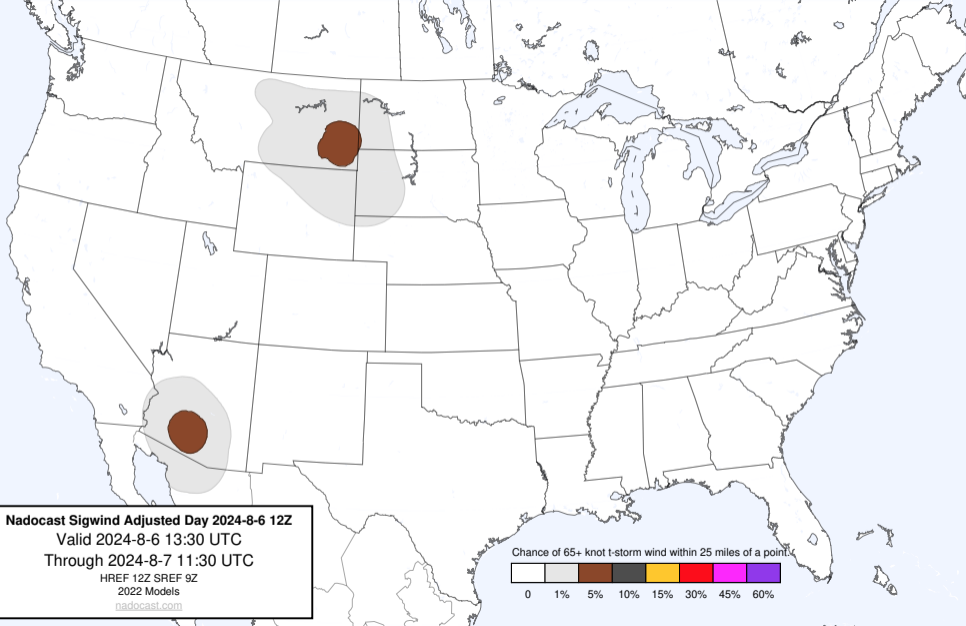 Nadocast Sigwind Adjusted Day 2024-8-6 12Z
Valid 2024-8-6 13:30 UTC
Through 2024-8-7 11:30 UTC
HREF 12Z SREF 9Z
2022 Models
nadocast.com
Chance of 65+ knot t-storm wind within 25 miles of a point.
0 1% 5% 10% 15% 30% 45% 60%